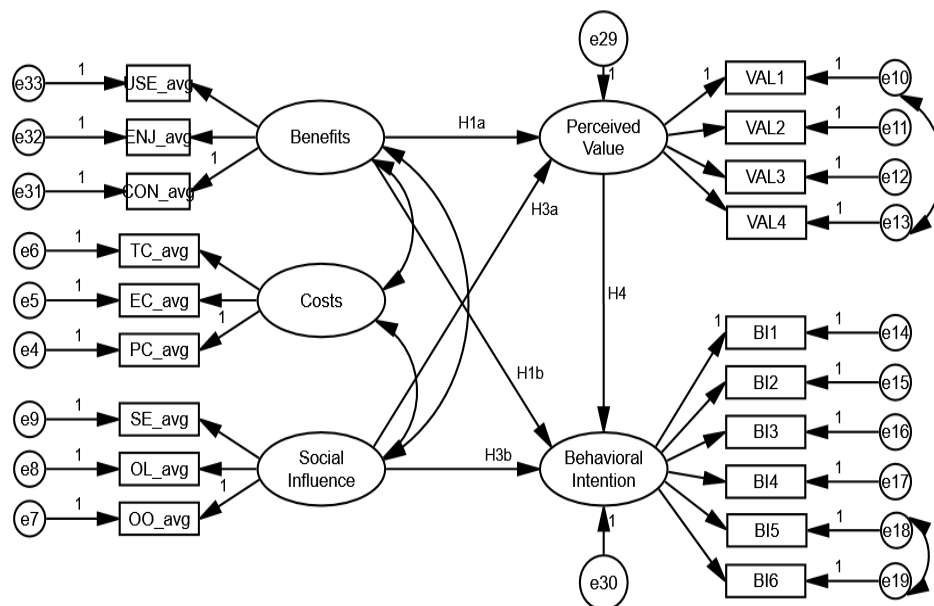 e29
e33
1
USE_avg
e32
1
ENJ_avg
e31
1
CON_avg
1
Benefits
H1a
1
Perceived
Value
1
VAL1
1
e10
VAL2
1
e11
VAL3
1
e12
VAL4
1
e13
H3a
e6
1
TC_avg
e5
1
EC_avg
e4
1
PC_avg
1
Costs
H4
H1b
e9
1
SE_avg
e8
1
OL_avg
e7
1
OO_avg
1
Social
Influence
H3b
Behavioral
Intention
1
e30
1
BI1
1
e14
BI2
1
e15
BI3
1
e16
BI4
1
e17
BI5
1
e18
BI6
1
e19